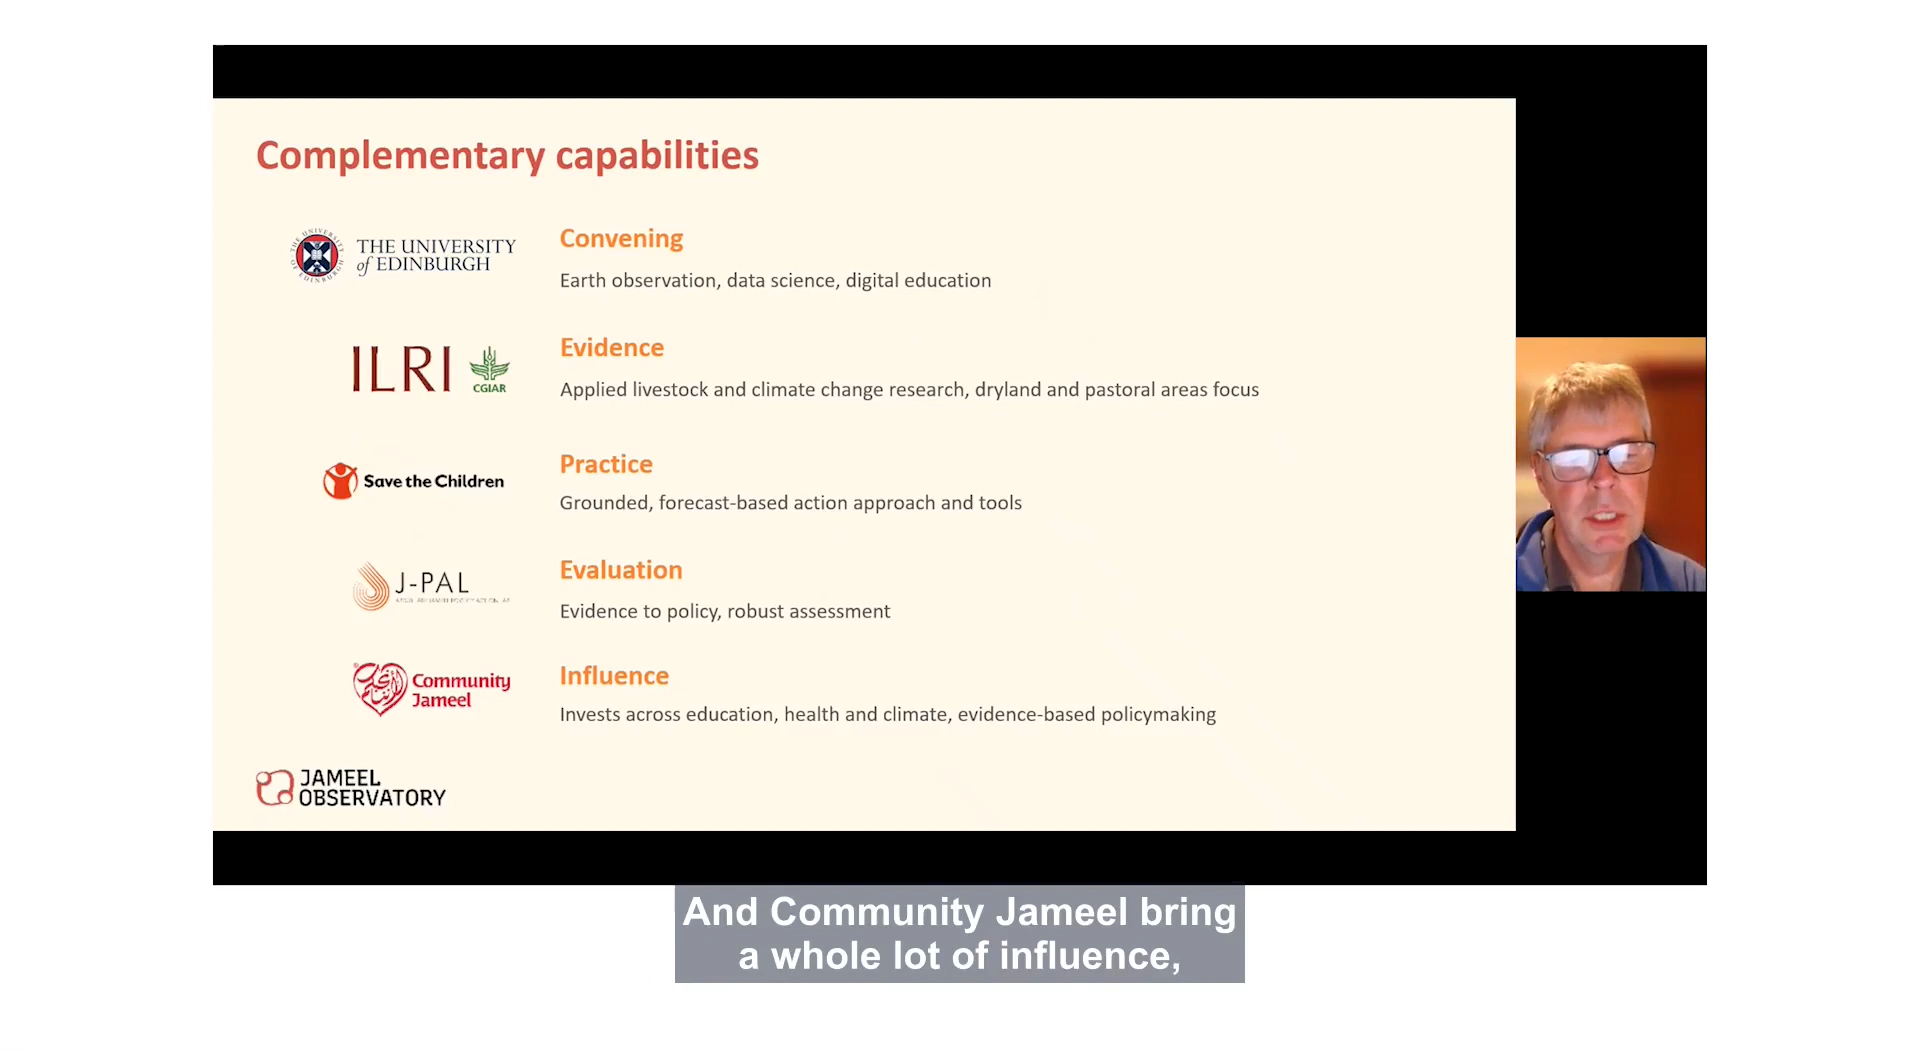 Complementary capabilities
THE UNIVERSITY
of EDINBURGH
Convening
Earth observation, data science, digital education
ILRI
CGIAR
Evidence
Applied livestock and climate change research, dryland and pastoral areas focus
Save the Children
Practice
Grounded, forecast-based action approach and tools
J-PAL
Evaluation
Evidence to policy, robust assessment
Community
Jameel
Influence
Invests across education, health and climate, evidence-based policymaking
JAMEEL
OBSERVATORY
And Community Jameel bring
a whole lot of influence,